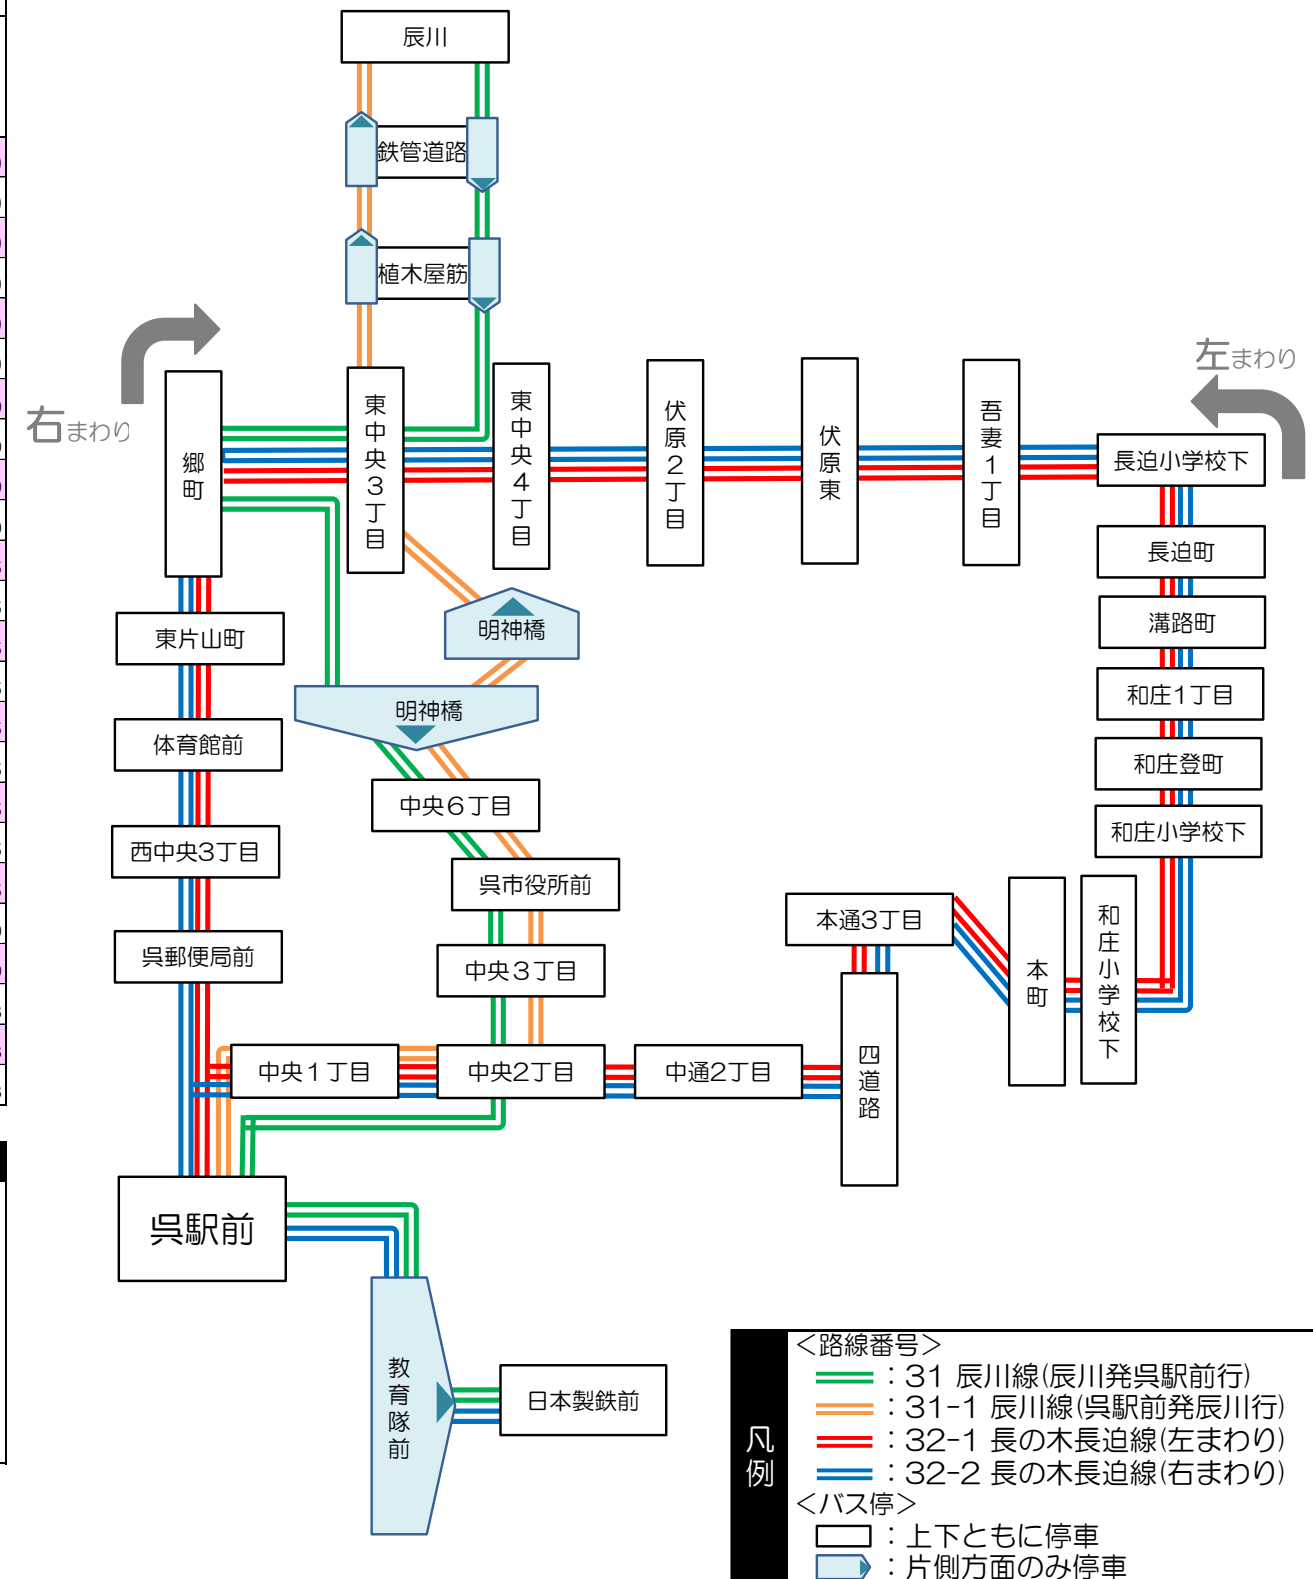 辰川
鉄管道路
植木屋筋
右まわり
左まわり
郷町
東中央3丁目
東中央4丁目
伏原2丁目
伏原東
吾妻1丁目
長迫小学校下
長迫町
溝路町
和庄1丁目
和庄登町
和庄小学校下
東片山町
明神橋
明神橋
体育館前
中央6丁目
西中央3丁目
呉市役所前
本通3丁目
本町
和庄小学校下
呉郵便局前
中央3丁目
中央1丁目
中央2丁目
中通2丁目
四道路
呉駅前
教育隊前
日本製鉄前
凡例
<路線番号>
:31 辰川線(辰川発呉駅前行)
:31-1 辰川線(呉駅前発辰川行)
:32-1 長の木長迫線(左まわり)
:32-2 長の木長迫線(右まわり)
<バス停>
:上下ともに停車
:片側方面のみ停車